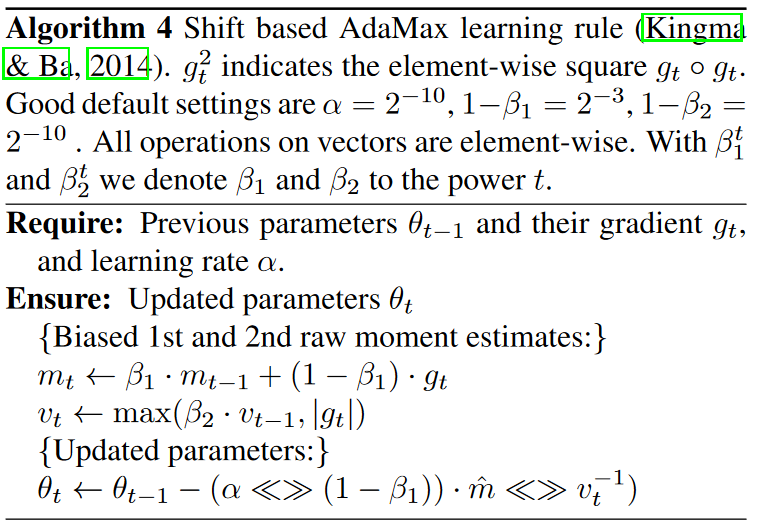 Algorithm 4 Shift based AdaMax learning rule (Kingma
& Ba, 2014). $g_t^2$ indicates the element-wise square $g_t \circ g_t$.
Good default settings are $\alpha = 2^{-10}, 1-\beta_1 = 2^{-3}, 1-\beta_2 =$
$2^{-10}$ . All operations on vectors are element-wise. With $\beta_1^t$
and $\beta_2^t$ we denote $\beta_1$ and $\beta_2$ to the power $t$.
Require: Previous parameters $\theta_{t-1}$ and their gradient $g_t$,
and learning rate $\alpha$.
Ensure: Updated parameters $\theta_t$
{Biased 1st and 2nd raw moment estimates:}
$m_t \leftarrow \beta_1 \cdot m_{t-1} + (1 - \beta_1) \cdot g_t$
$v_t \leftarrow \max(\beta_2 \cdot v_{t-1}, |g_t|)$
{Updated parameters:}
$\theta_t \leftarrow \theta_{t-1} - (\alpha \ll\gg (1 - \beta_1)) \cdot \hat{m} \ll\gg v_t^{-1})$